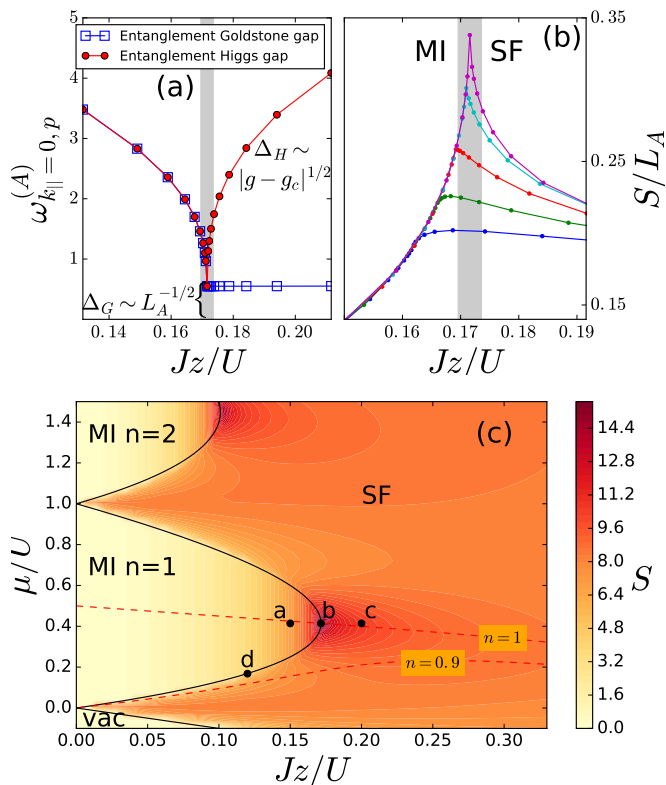 Entanglement Goldstone gap
Entanglement Higgs gap
(a)
5
4
3
2
1
ω^{(A)}_{k_{||}=0,p}
Δ_H ∼
|g − g_c|^{1/2}
Δ_G ∼ L_A^{−1/2}
0.14 0.16 0.18 0.20
Jz/U
MI SF (b)
0.35
0.25
0.14
S/L_A
0.16 0.17 0.18 0.19
Jz/U
(c)
MI n=2
SF
MI n=1
a b c
d
n = 1
n = 0.9
vac
1.4
1.2
1.0
0.8
0.6
0.4
0.2
0.0
μ/U
0.00 0.05 0.10 0.15 0.20 0.25 0.30
Jz/U
14.4
12.8
11.2
9.6
8.0
6.4
4.8
3.2
1.6
0.0
S